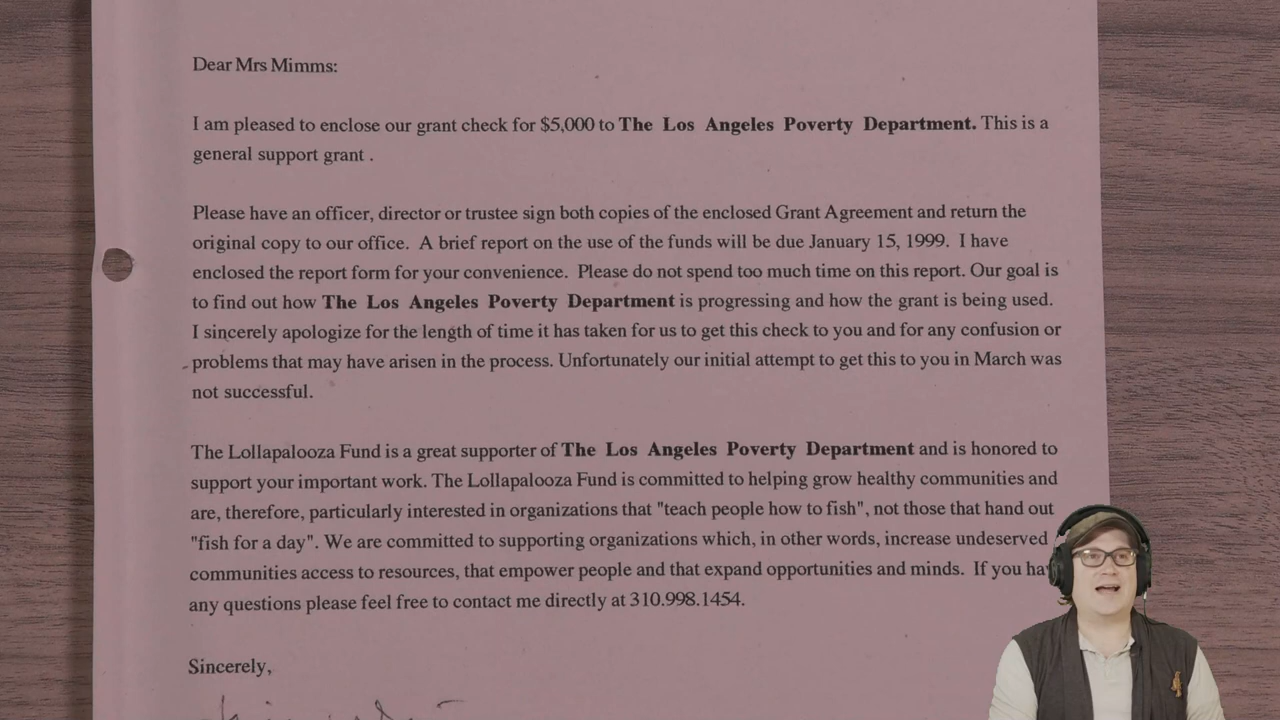 Dear Mrs Mimms:
I am pleased to enclose our grant check for $5,000 to The Los Angeles Poverty Department. This is a
general support grant .
Please have an officer, director or trustee sign both copies of the enclosed Grant Agreement and return the
original copy to our office. A brief report on the use of the funds will be due January 15, 1999. I have
enclosed the report form for your convenience. Please do not spend too much time on this report. Our goal is
to find out how The Los Angeles Poverty Department is progressing and how the grant is being used.
I sincerely apologize for the length of time it has taken for us to get this check to you and for any confusion or
problems that may have arisen in the process. Unfortunately our initial attempt to get this to you in March was
not successful.
The Lollapalooza Fund is a great supporter of The Los Angeles Poverty Department and is honored to
support your important work. The Lollapalooza Fund is committed to helping grow healthy communities and
are, therefore, particularly interested in organizations that "teach people how to fish", not those that hand out
"fish for a day". We are committed to supporting organizations which, in other words, increase undeserved
communities access to resources, that empower people and that expand opportunities and minds. If you ha
any questions please feel free to contact me directly at 310.998.1454.
Sincerely,